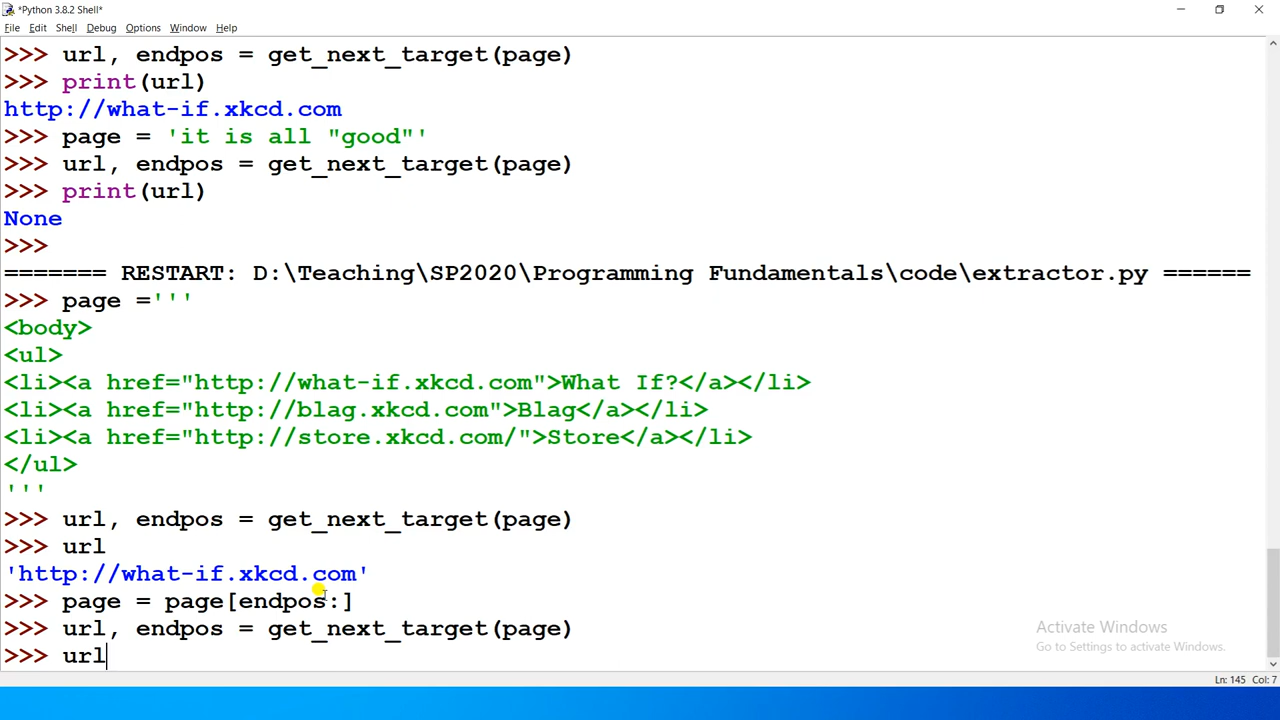 *Python 3.8.2 Shell*
File Edit Shell Debug Options Window Help
>>> url, endpos = get_next_target(page)
>>> print(url)
http://what-if.xkcd.com
>>> page = 'it is all "good"'
>>> url, endpos = get_next_target(page)
>>> print(url)
None
>>>
======= RESTART: D:\Teaching\SP2020\Programming Fundamentals\code\extractor.py ======
>>> page ='''
<body>
<ul>
<li><a href="http://what-if.xkcd.com">What If?</a></li>
<li><a href="http://blag.xkcd.com">Blag</a></li>
<li><a href="http://store.xkcd.com/">Store</a></li>
</ul>
'''
>>> url, endpos = get_next_target(page)
>>> url
'http://what-if.xkcd.com'
>>> page = page[endpos:]
>>> url, endpos = get_next_target(page)
>>> url
Activate Windows
Go to Settings to activate Windows.
Ln: 145 Col: 7